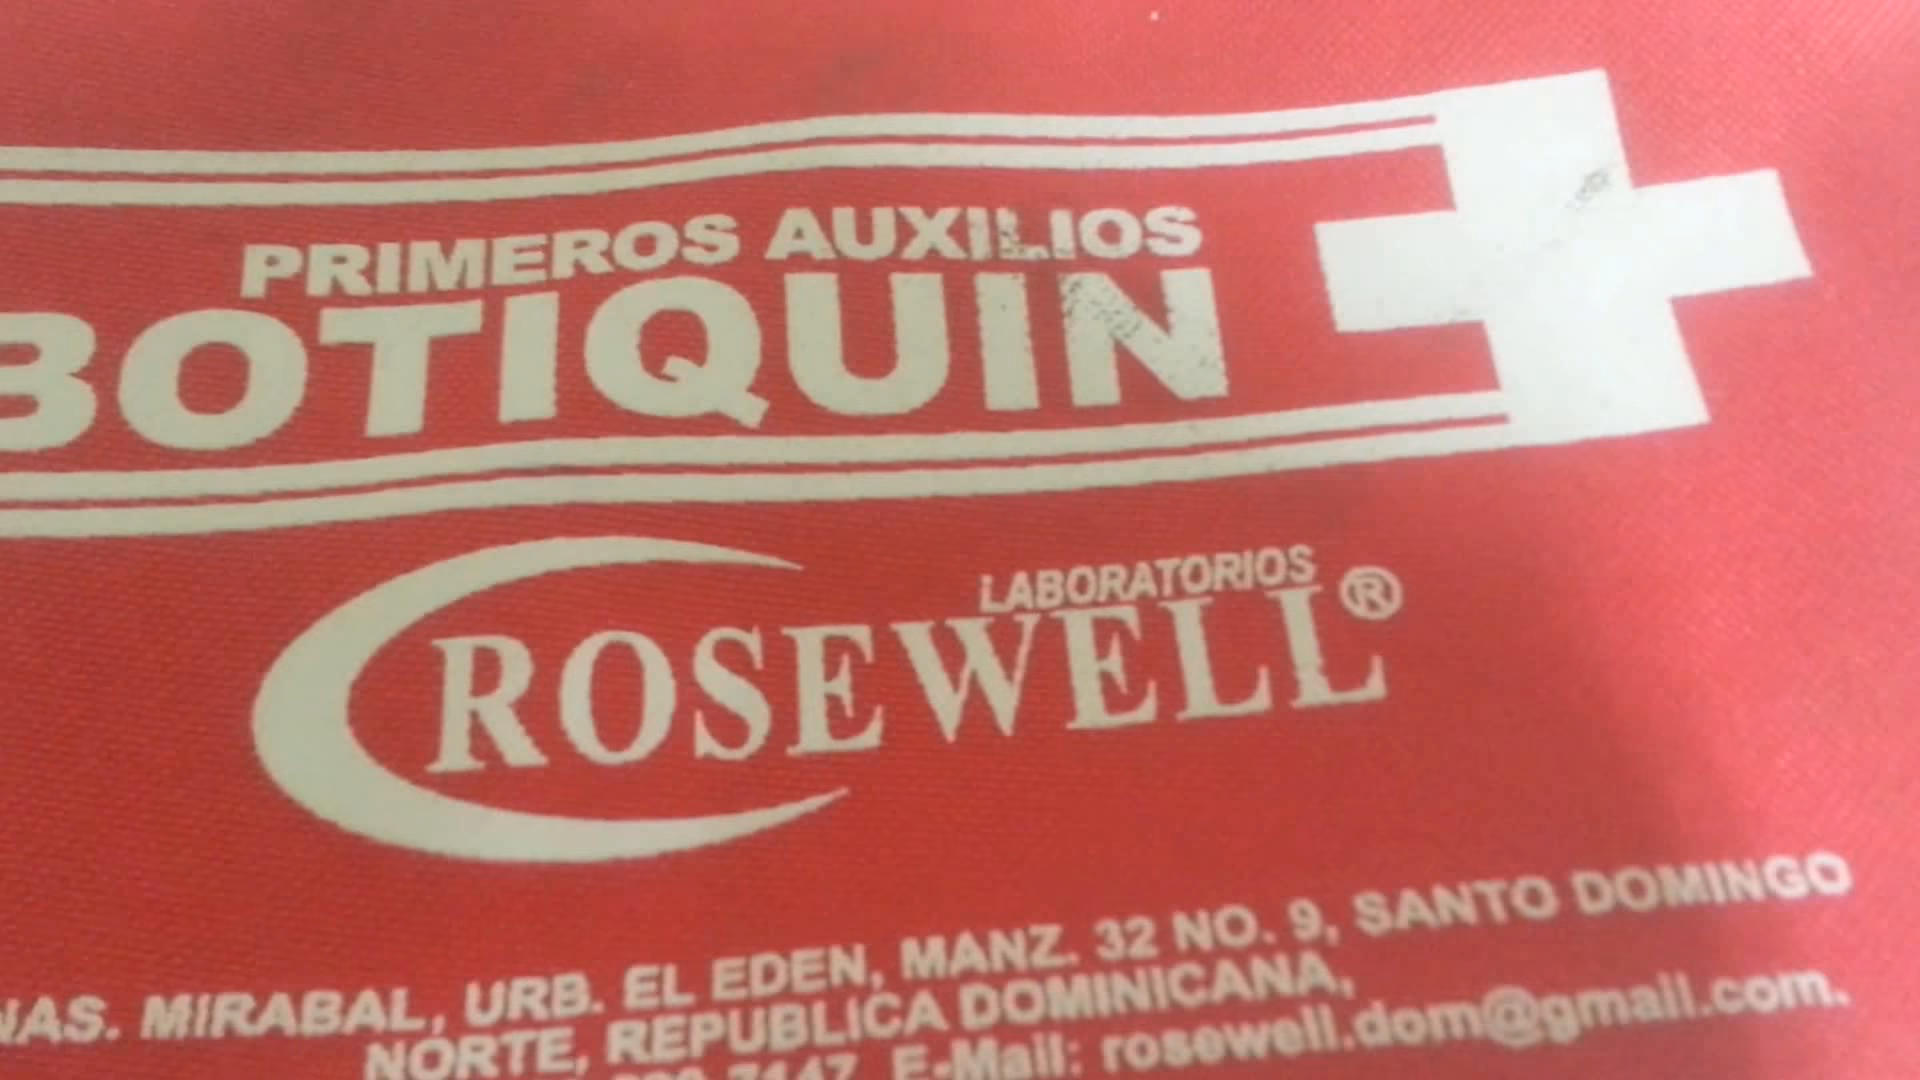 PRIMEROS AUXILIOS
BOTIQUIN
LABORATORIOS
ROSEWELL®
MIRABAL, URB. EL EDEN, MANZ. 32 NO. 9, SANTO DOMINGO
NORTE, REPUBLICA DOMINICANA,
7147 E-Mail: rosewell.dom@gmail.com.